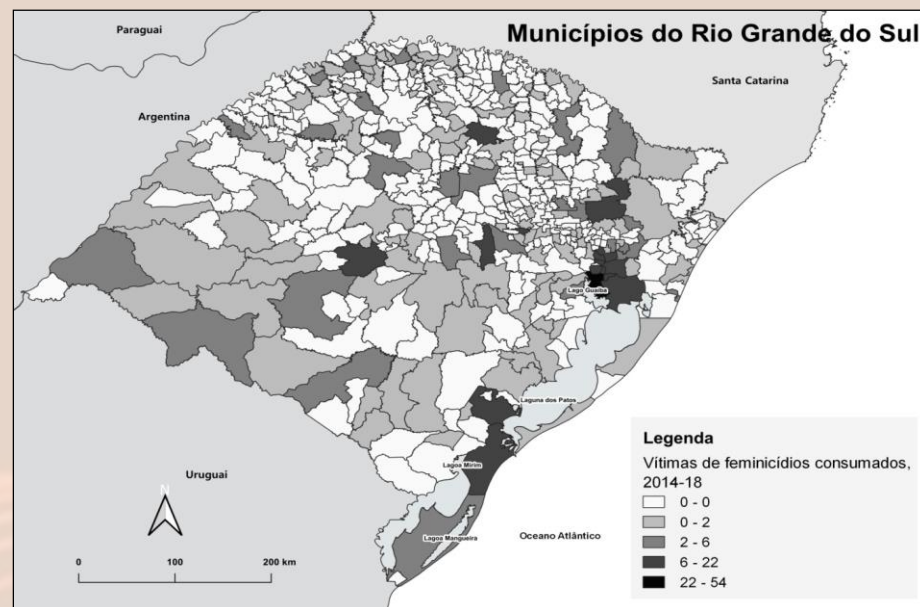 Municípios do Rio Grande do Sul
Paraguai
Santa Catarina
Argentina
Lago Guaíba
Laguna dos Patos
Lagoa Mirim
Uruguai
Lagoa Mangueira
Oceano Atlântico
N
0 100 200 km
Legenda
Vítimas de feminicídios consumados,
2014-18
0 - 0
0 - 2
2 - 6
6 - 22
22 - 54